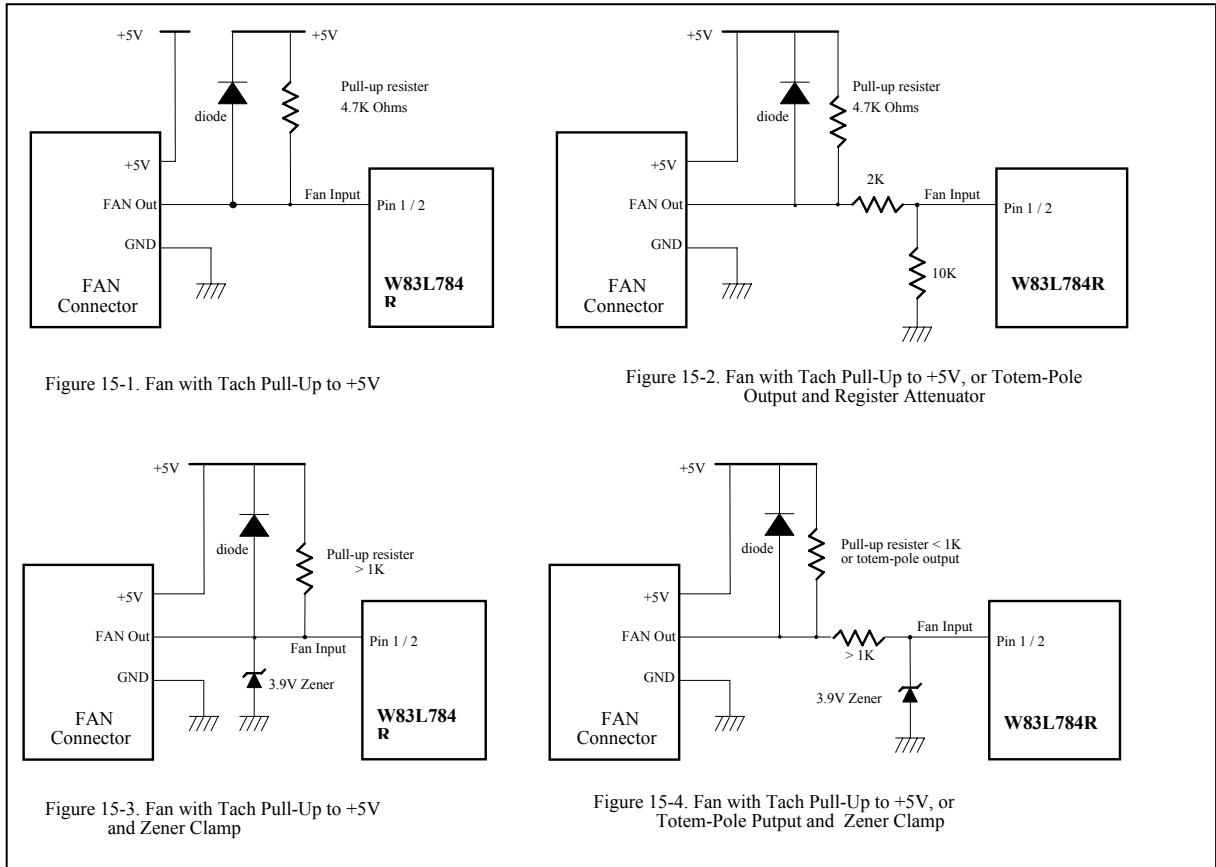 +5V
+5V
diode
Pull-up resister
4.7K Ohms
+5V
FAN Out
GND
FAN
Connector
Fan Input
Pin 1 / 2
W83L784
R
Figure 15-1. Fan with Tach Pull-Up to +5V
+5V
diode
Pull-up resister
4.7K Ohms
+5V
FAN Out
GND
FAN
Connector
2K
Fan Input
10K
Pin 1 / 2
W83L784R
Figure 15-2. Fan with Tach Pull-Up to +5V, or Totem-Pole
Output and Register Attenuator
+5V
diode
Pull-up resister
> 1K
+5V
FAN Out
GND
FAN
Connector
Fan Input
3.9V Zener
Pin 1 / 2
W83L784
R
Figure 15-3. Fan with Tach Pull-Up to +5V
and Zener Clamp
+5V
diode
Pull-up resister < 1K
or totem-pole output
+5V
FAN Out
GND
FAN
Connector
> 1K
Fan Input
3.9V Zener
Pin 1 / 2
W83L784R
Figure 15-4. Fan with Tach Pull-Up to +5V, or
Totem-Pole Putput and Zener Clamp